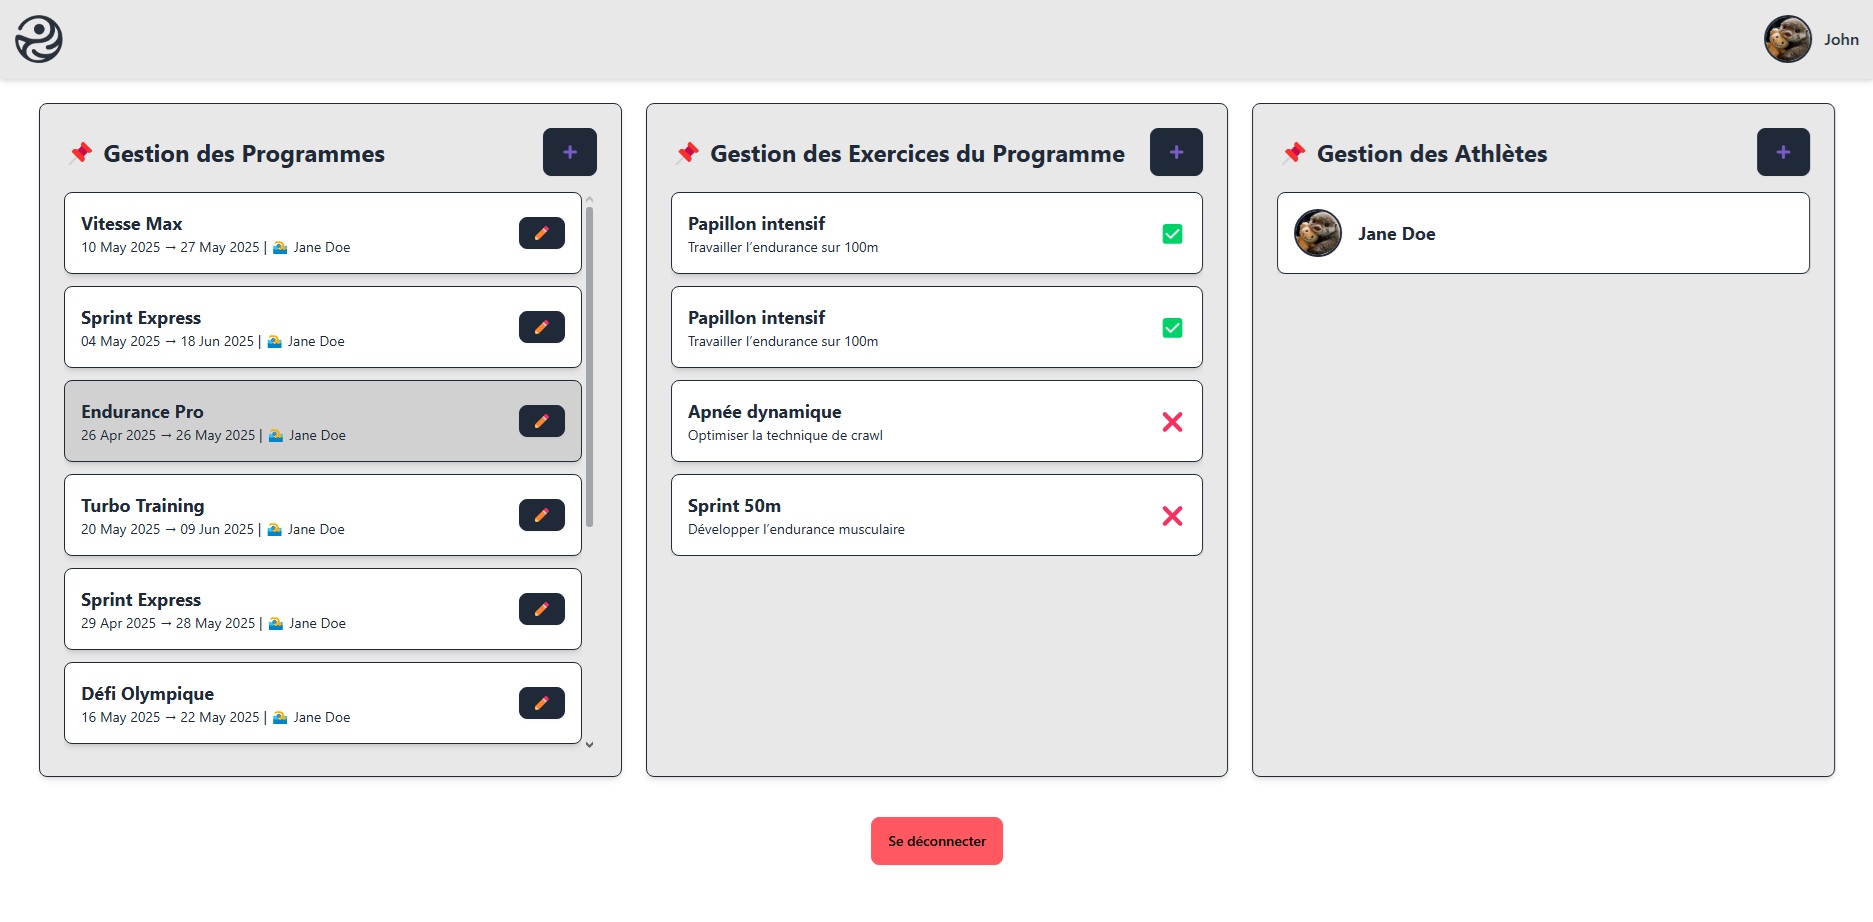 John
Gestion des Programmes
+
Vitesse Max
10 May 2025 → 27 May 2025 | Jane Doe
Sprint Express
04 May 2025 → 18 Jun 2025 | Jane Doe
Endurance Pro
26 Apr 2025 → 26 May 2025 | Jane Doe
Turbo Training
20 May 2025 → 09 Jun 2025 | Jane Doe
Sprint Express
29 Apr 2025 → 28 May 2025 | Jane Doe
Défi Olympique
16 May 2025 → 22 May 2025 | Jane Doe
Gestion des Exercices du Programme
+
Papillon intensif
Travailler l’endurance sur 100m
Papillon intensif
Travailler l’endurance sur 100m
Apnée dynamique
Optimiser la technique de crawl
Sprint 50m
Développer l’endurance musculaire
Gestion des Athlètes
+
Jane Doe
Se déconnecter